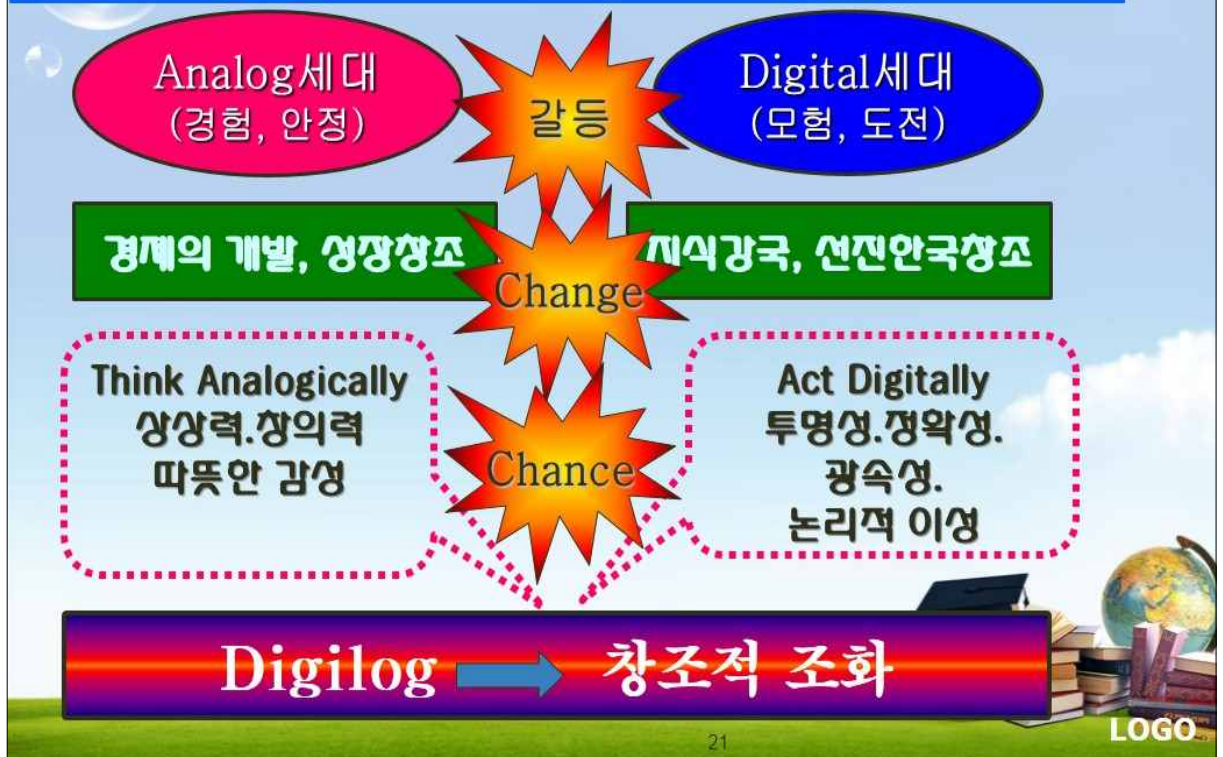 Analog세대
(경험, 안정)
갈등
Digital세대
(모험, 도전)
경제의 개발, 성장창조
Change
지식강국, 선진한국창조
Think Analogically
상상력.창의력
따뜻한 감성
Chance
Act Digitally
투명성.정확성.
광속성.
논리적 이성
Digilog
창조적 조화
21
LOGO